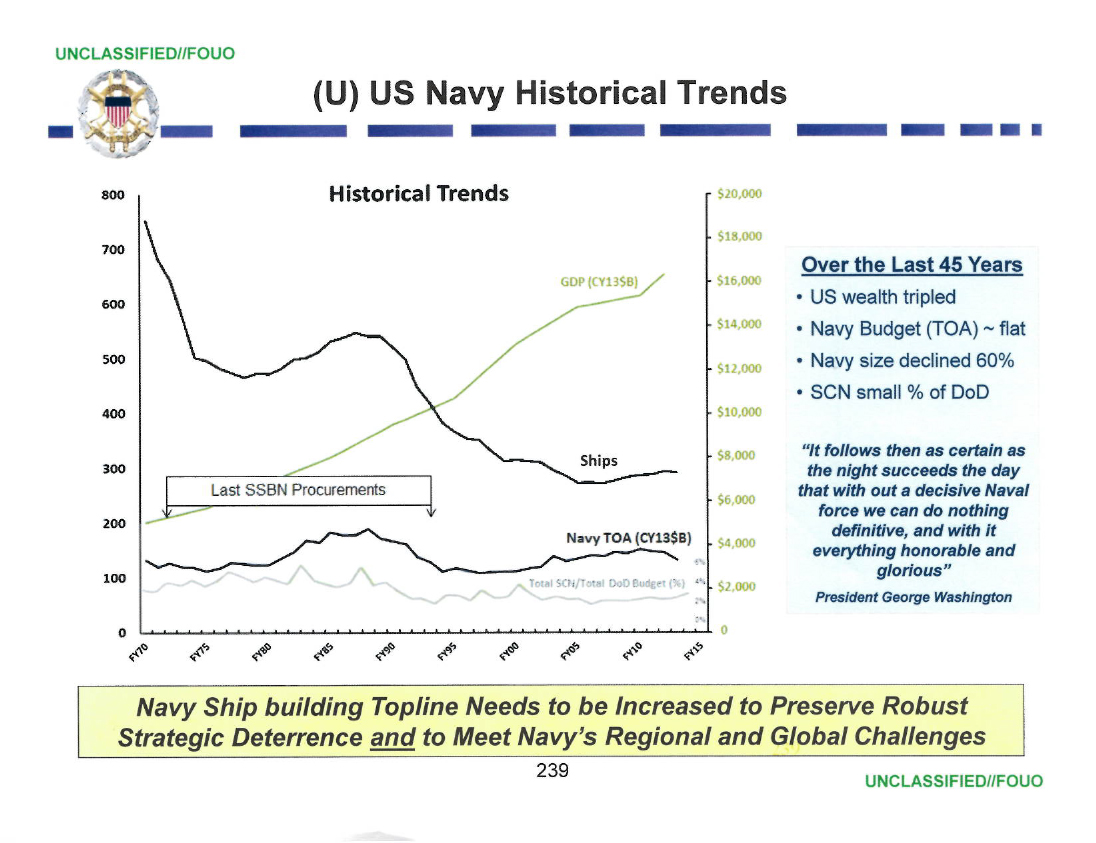 UNCLASSIFIED//FOUO
(U) US Navy Historical Trends
Historical Trends
800
700
600
500
400
300
200
100
0
$20,000
$18,000
$16,000
$14,000
$12,000
$10,000
$8,000
$6,000
$4,000
$2,000
0
GDP (CY13$B)
Ships
Last SSBN Procurements
Navy TOA (CY13$B)
Total SCN/Total DoD Budget (%)
6%
4%
2%
0%
FY70
FY75
FY80
FY85
FY90
FY95
FY00
FY05
FY10
FY15
Over the Last 45 Years
• US wealth tripled
• Navy Budget (TOA) ~ flat
• Navy size declined 60%
• SCN small % of DoD
“It follows then as certain as
the night succeeds the day
that with out a decisive Naval
force we can do nothing
definitive, and with it
everything honorable and
glorious”
President George Washington
Navy Ship building Topline Needs to be Increased to Preserve Robust
Strategic Deterrence and to Meet Navy’s Regional and Global Challenges
239
UNCLASSIFIED//FOUO